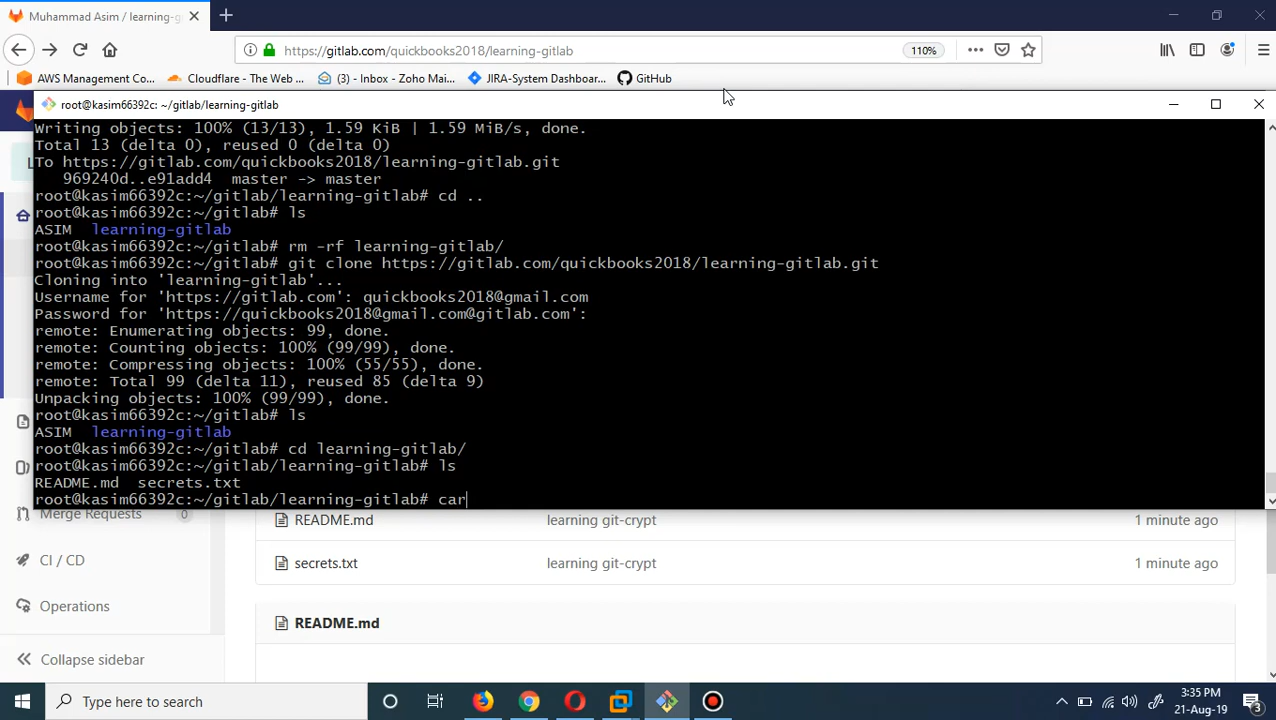 Muhammad Asim / learning-g
https://gitlab.com/quickbooks2018/learning-gitlab
110%
AWS Management Co...
Cloudflare - The Web ...
(3) - Inbox - Zoho Mai...
JIRA-System Dashboar...
GitHub
root@kasim66392c: ~/gitlab/learning-gitlab
Writing objects: 100% (13/13), 1.59 KiB | 1.59 MiB/s, done.
Total 13 (delta 0), reused 0 (delta 0)
To https://gitlab.com/quickbooks2018/learning-gitlab.git
969240d..e91add4  master -> master
root@kasim66392c:~/gitlab/learning-gitlab# cd ..
root@kasim66392c:~/gitlab# ls
ASIM  learning-gitlab
root@kasim66392c:~/gitlab# rm -rf learning-gitlab/
root@kasim66392c:~/gitlab# git clone https://gitlab.com/quickbooks2018/learning-gitlab.git
Cloning into 'learning-gitlab'...
Username for 'https://gitlab.com': quickbooks2018@gmail.com
Password for 'https://quickbooks2018@gmail.com@gitlab.com':
remote: Enumerating objects: 99, done.
remote: Counting objects: 100% (99/99), done.
remote: Compressing objects: 100% (55/55), done.
remote: Total 99 (delta 11), reused 85 (delta 9)
Unpacking objects: 100% (99/99), done.
root@kasim66392c:~/gitlab# ls
ASIM  learning-gitlab
root@kasim66392c:~/gitlab# cd learning-gitlab/
root@kasim66392c:~/gitlab/learning-gitlab# ls
README.md  secrets.txt
root@kasim66392c:~/gitlab/learning-gitlab# car
Merge Requests 0
README.md learning git-crypt 1 minute ago
CI / CD
secrets.txt learning git-crypt 1 minute ago
Operations
README.md
Collapse sidebar
Type here to search
3:35 PM
21-Aug-19
3